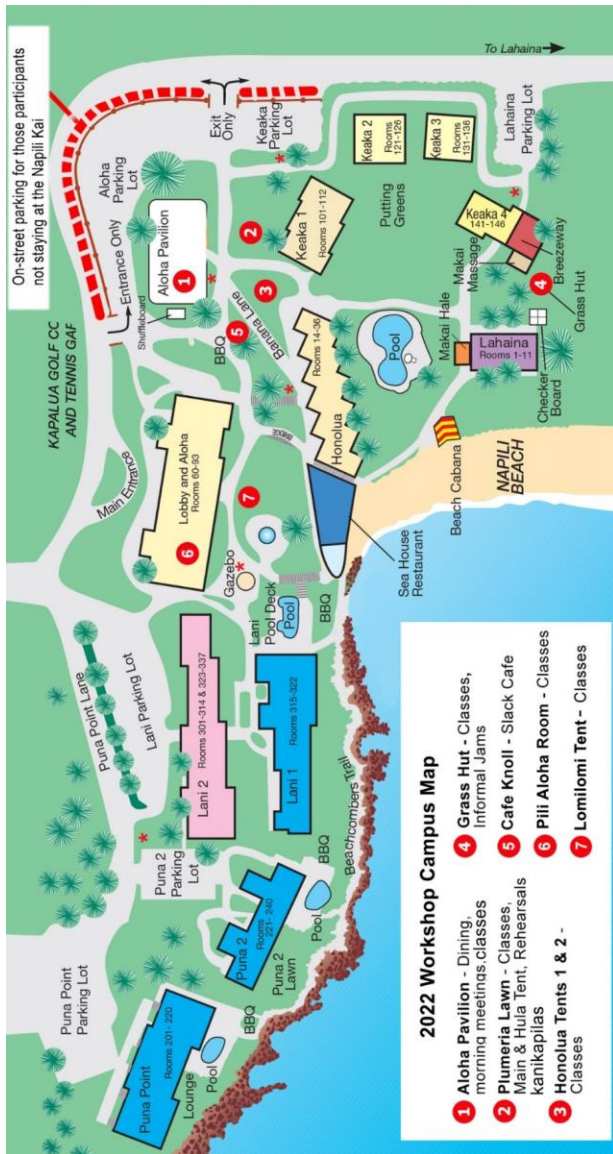 On-street parking for those participants
not staying at the Napili Kai
KAPALUA GOLF CC
AND TENNIS GAF
To Lahaina
Entrance Only
Aloha Parking
Lot
Exit
Only
Keaka
Parking
Lot
Lahaina
Parking Lot
Main Entrance
Shuffleboard
Aloha Pavilion
1
BBQ
5
Banana Lane
3
2
Keaka 1
Rooms 101-112
Keaka 2
Rooms
121-126
Keaka 3
Rooms
131-136
Putting
Greens
Keaka 4
141-146
Makai
Massage
Breezeway
4
Grass Hut
Makai Hale
Lahaina
Rooms 1-11
Checker
Board
Pool
Rooms 14-36
Honolua
BRIDGE
Lobby and Aloha
Rooms 60-93
6
7
Gazebo
Sea House
Restaurant
Beach Cabana
NAPILI
BEACH
Puna Point Lane
Lani Parking Lot
Lani 2
Rooms 301-314 & 323-337
Lani
Pool Deck
Pool
BBQ
Lani 1
Rooms 315-322
Beachcombers Trail
Puna 2
Parking
Lot
Puna 2
Rooms
221- 240
BBQ
Pool
Puna 2
Lawn
Puna Point
Parking Lot
Puna Point
Rooms 201- 220
Lounge
Pool
BBQ
2022 Workshop Campus Map
1 Aloha Pavilion - Dining,
morning meetings,classes
2 Plumeria Lawn - Classes,
Main & Hula Tent, Rehearsals
kanikapilas
3 Honolua Tents 1 & 2 -
Classes
4 Grass Hut - Classes,
Informal Jams
5 Cafe Knoll - Slack Cafe
6 Pili Aloha Room - Classes
7 Lomilomi Tent - Classes